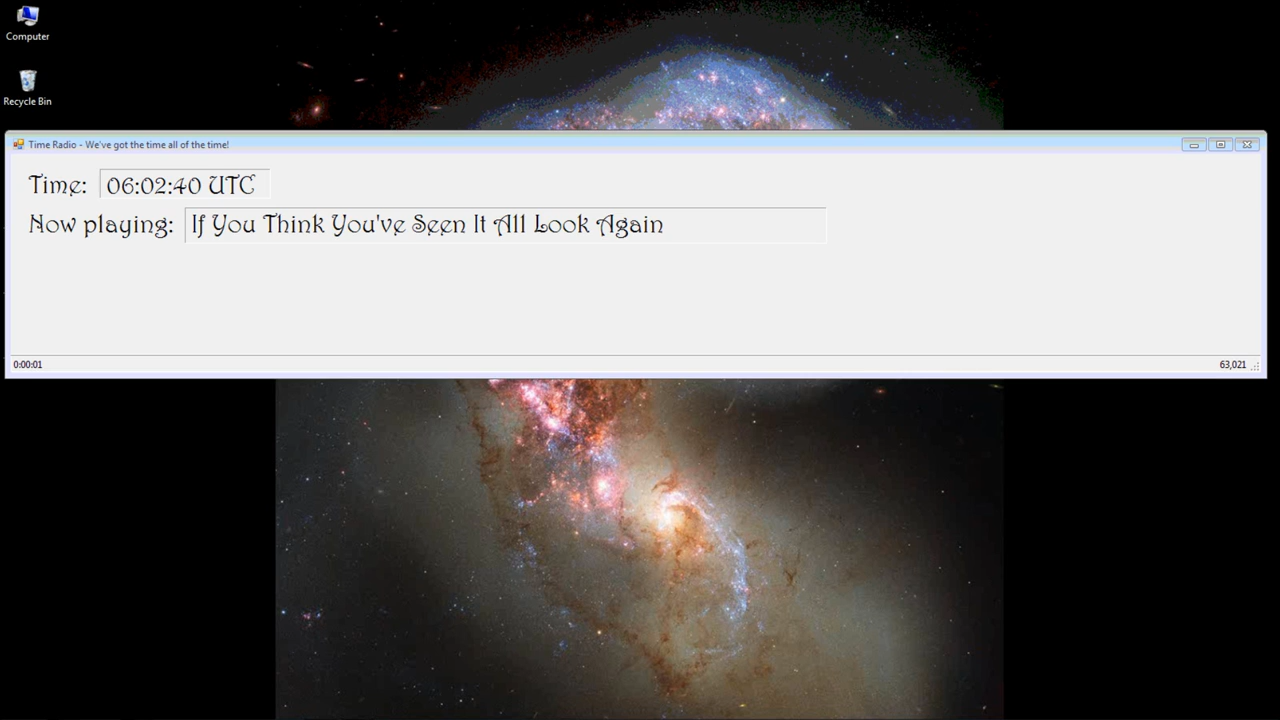 Computer
Recycle Bin
Time Radio - We've got the time all of the time!
Time: 06:02:40 UTC
Now playing: If You Think You've Seen It All Look Again
0:00:01 63,021